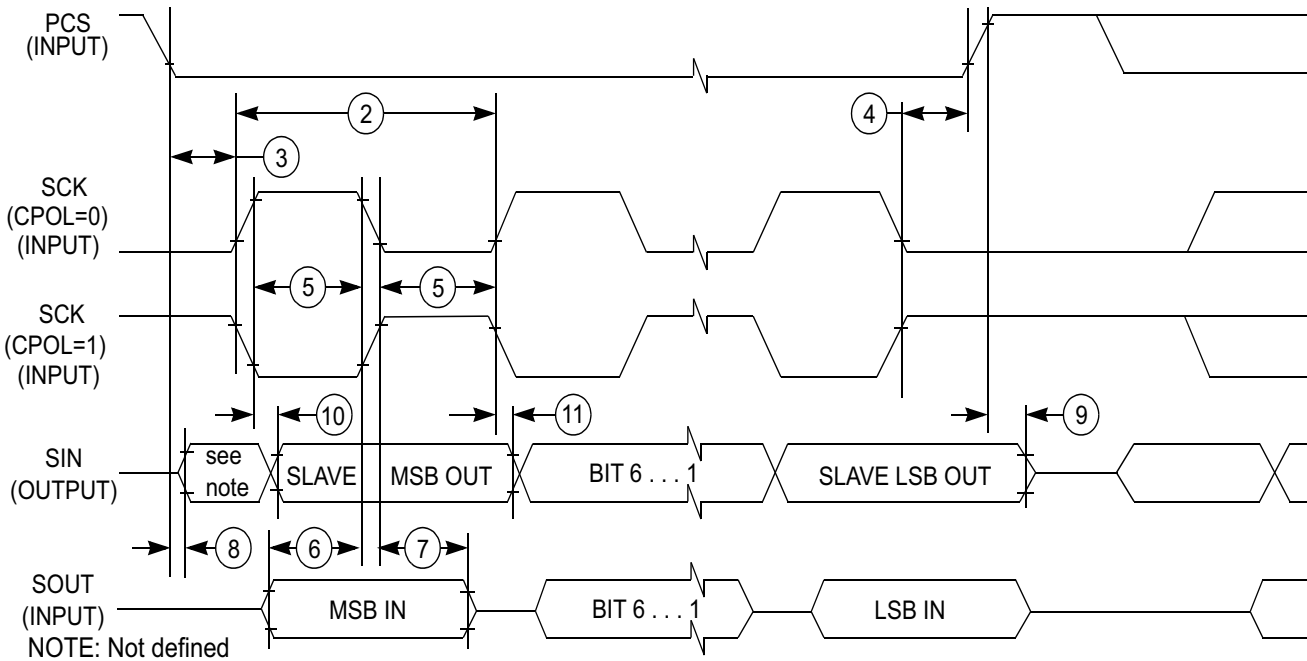 PCS
(INPUT)
2
4
3
SCK
(CPOL=0)
(INPUT)
5
5
SCK
(CPOL=1)
(INPUT)
10
11
9
SIN
(OUTPUT)
see
note
SLAVE
MSB OUT
BIT 6 . . . 1
SLAVE LSB OUT
8
6
7
SOUT
(INPUT)
MSB IN
BIT 6 . . . 1
LSB IN
NOTE: Not defined